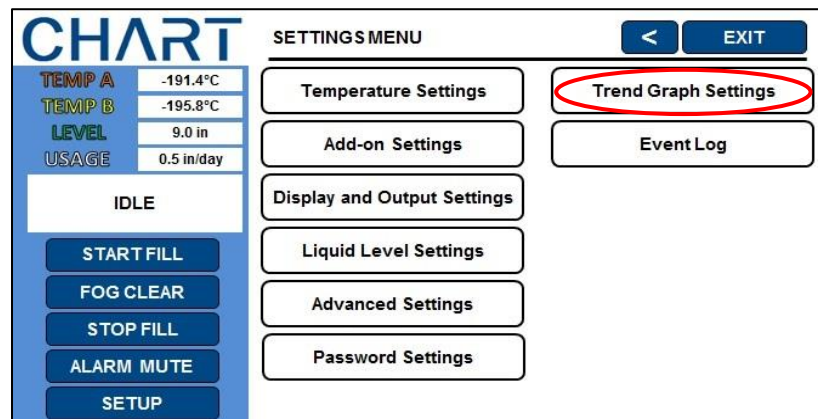 CHART
SETTINGS MENU
<
EXIT
TEMP A -191.4°C
TEMP B -195.8°C
LEVEL 9.0 in
USAGE 0.5 in/day
IDLE
START FILL
FOG CLEAR
STOP FILL
ALARM MUTE
SETUP
Temperature Settings
Add-on Settings
Display and Output Settings
Liquid Level Settings
Advanced Settings
Password Settings
Trend Graph Settings
Event Log